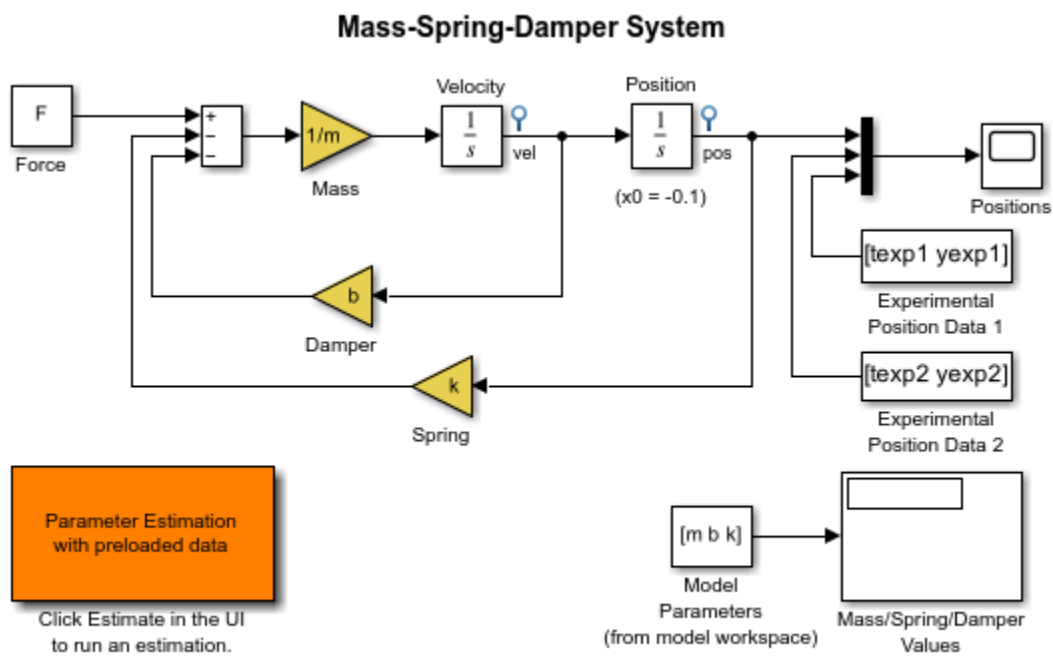 Mass-Spring-Damper System
F
Force
+
−
−
1/m
Mass
Velocity
1
s
vel
Position
1
s
pos
(x0 = -0.1)
Positions
[texp1 yexp1]
Experimental
Position Data 1
b
Damper
[texp2 yexp2]
Experimental
Position Data 2
k
Spring
Parameter Estimation
with preloaded data
Click Estimate in the UI
to run an estimation.
[m b k]
Model
Parameters
(from model workspace)
Mass/Spring/Damper
Values